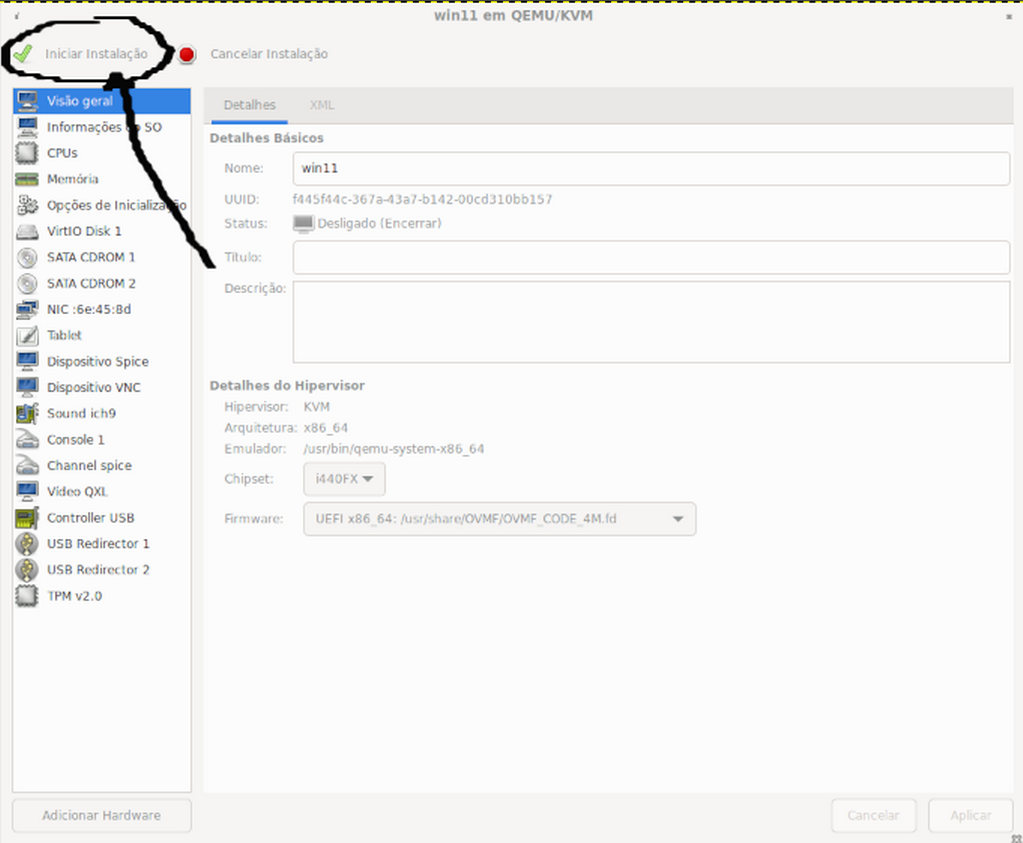 win11 em QEMU/KVM
Iniciar Instalação
Cancelar Instalação
Visão geral
Informações do SO
CPUs
Memória
Opções de Inicialização
VirtIO Disk 1
SATA CDROM 1
SATA CDROM 2
NIC :6e:45:8d
Tablet
Dispositivo Spice
Dispositivo VNC
Sound ich9
Console 1
Channel spice
Vídeo QXL
Controller USB
USB Redirector 1
USB Redirector 2
TPM v2.0
Adicionar Hardware
Detalhes
XML
Detalhes Básicos
Nome: win11
UUID: f445f44c-367a-43a7-b142-00cd310bb157
Status: Desligado (Encerrar)
Título:
Descrição:
Detalhes do Hipervisor
Hipervisor: KVM
Arquitetura: x86_64
Emulador: /usr/bin/qemu-system-x86_64
Chipset: i440FX
Firmware: UEFI x86_64: /usr/share/OVMF/OVMF_CODE_4M.fd
Cancelar
Aplicar